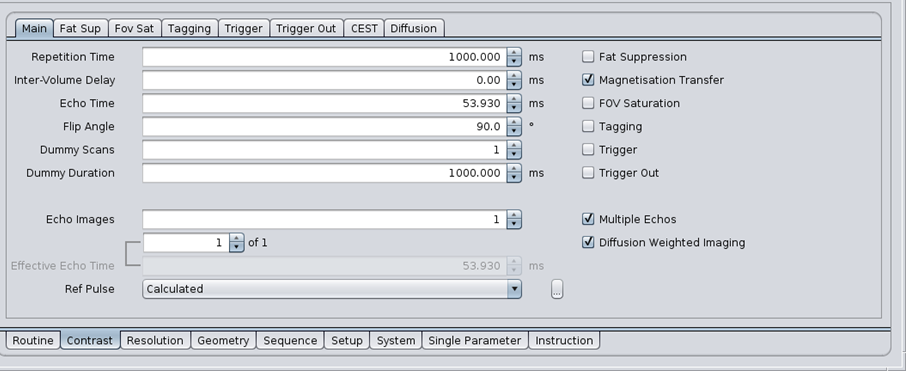 Main Fat Sup Fov Sat Tagging Trigger Trigger Out CEST Diffusion
Repetition Time 1000.000 ms Fat Suppression
Inter-Volume Delay 0.00 ms Magnetisation Transfer
Echo Time 53.930 ms FOV Saturation
Flip Angle 90.0 ° Tagging
Dummy Scans 1 Trigger
Dummy Duration 1000.000 ms Trigger Out
Echo Images 1 Multiple Echos
1 of 1 Diffusion Weighted Imaging
Effective Echo Time 53.930 ms
Ref Pulse Calculated ...
Routine Contrast Resolution Geometry Sequence Setup System Single Parameter Instruction